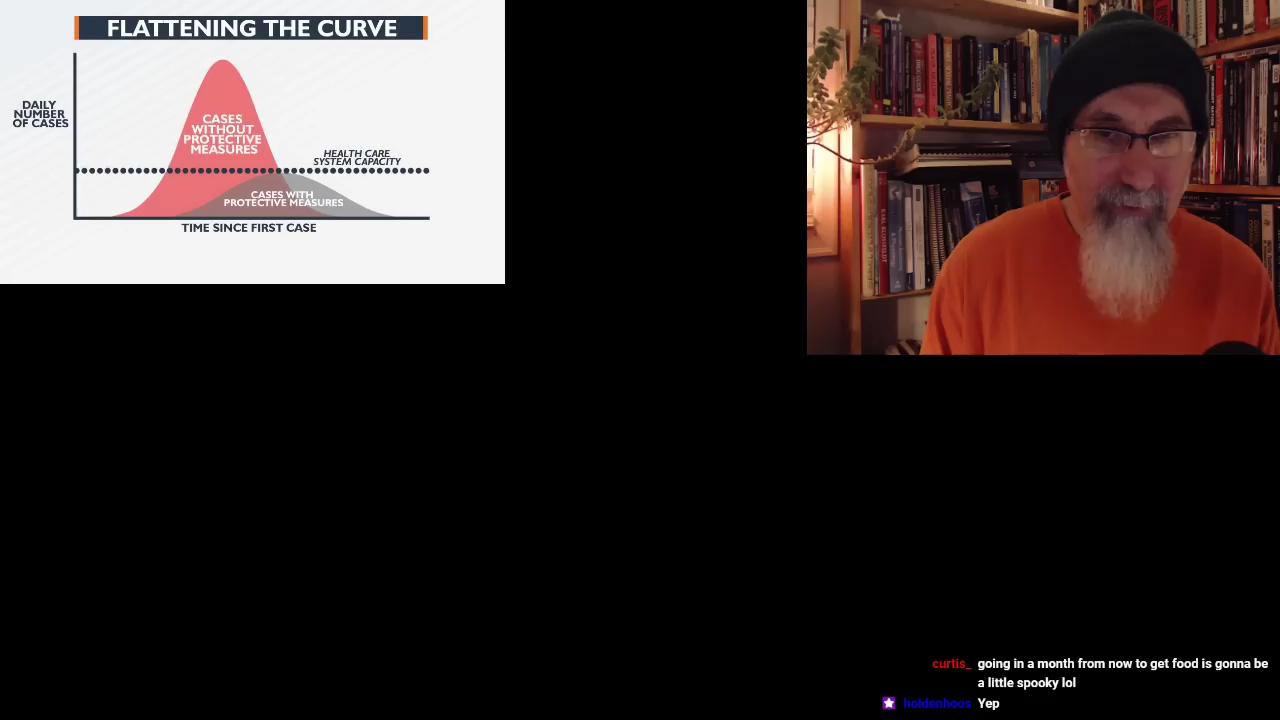 FLATTENING THE CURVE
DAILY
NUMBER
OF CASES
CASES
WITHOUT
PROTECTIVE
MEASURES
HEALTH CARE
SYSTEM CAPACITY
CASES WITH
PROTECTIVE MEASURES
TIME SINCE FIRST CASE
curtis_ going in a month from now to get food is gonna be
a little spooky lol
holdenhoos Yep